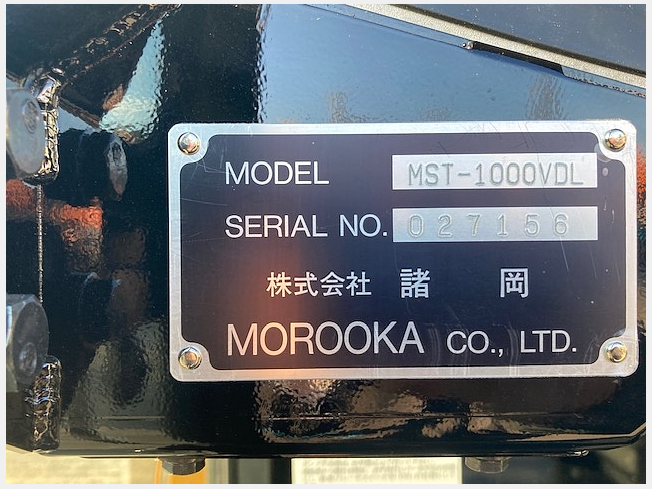 MODEL MST-1000VDL
SERIAL NO. 027156
株式会社 諸 岡
MOROOKA CO., LTD.